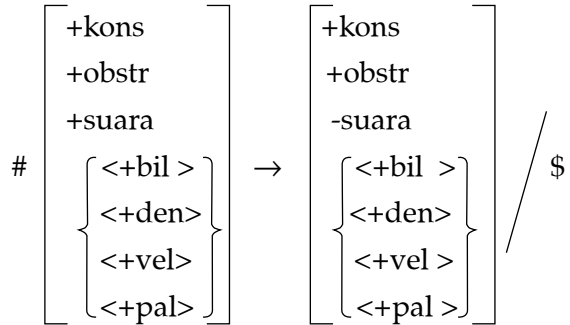 +kons +kons
+obstr +obstr
+suara -suara
# <+bil > → <+bil > / $
<+den> <+den>
<+vel> <+vel >
<+pal> <+pal >